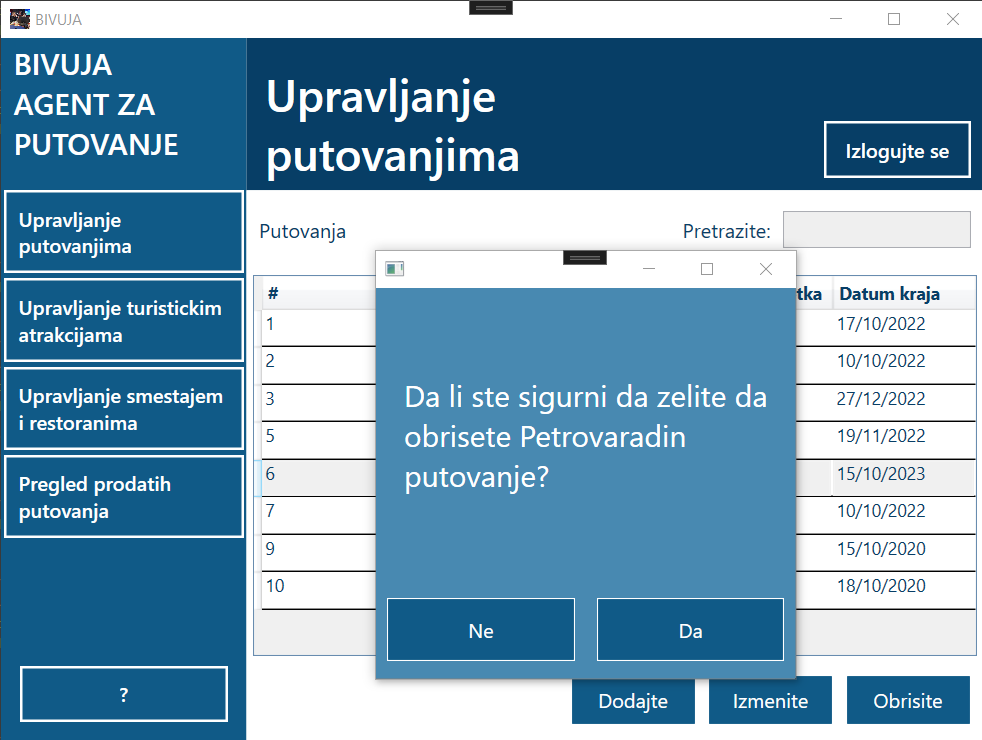 BIVUJA
BIVUJA
AGENT ZA
PUTOVANJE
Upravljanje
putovanjima
Izlogujte se
Upravljanje
putovanjima
Upravljanje turistickim
atrakcijama
Upravljanje smestajem
i restoranima
Pregled prodatih
putovanja
?
Putovanja
Pretrazite:
# tka Datum kraja
1 17/10/2022
2 10/10/2022
3 27/12/2022
5 19/11/2022
6 15/10/2023
7 10/10/2022
9 15/10/2020
10 18/10/2020
Da li ste sigurni da zelite da
obrisete Petrovaradin
putovanje?
Ne Da
Dodajte Izmenite Obrisite